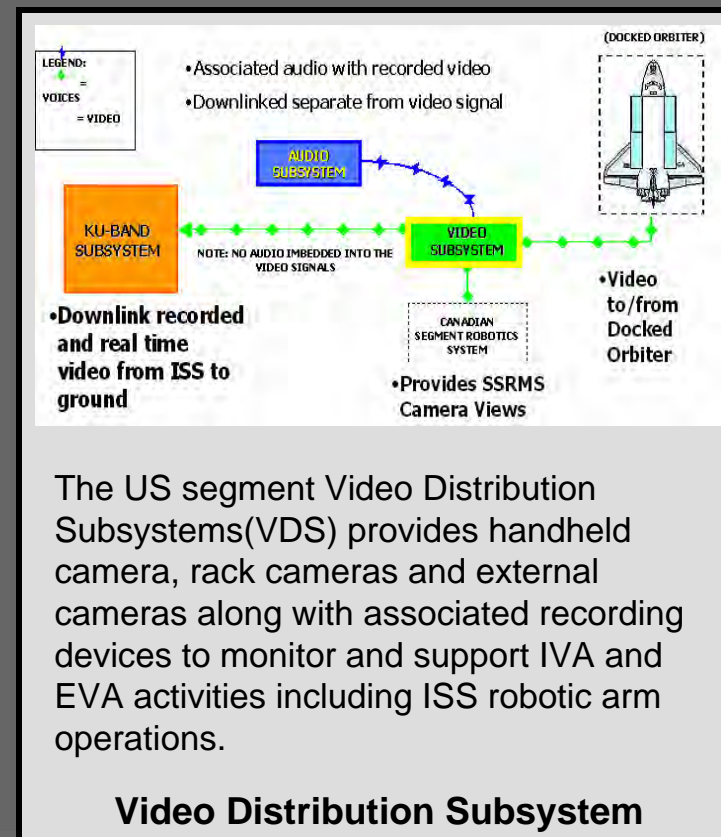 (DOCKED ORBITER)
LEGEND:
=
VOICES
= VIDEO
•Associated audio with recorded video
•Downlinked separate from video signal
AUDIO
SUBSYSTEM
KU-BAND
SUBSYSTEM
NOTE: NO AUDIO IMBEDDED INTO THE
VIDEO SIGNALS
VIDEO
SUBSYSTEM
CANADIAN
SEGMENT ROBOTICS
SYSTEM
•Video
to/from
Docked
Orbiter
•Downlink recorded
and real time
video from ISS to
ground
•Provides SSRMS
Camera Views
The US segment Video Distribution
Subsystems(VDS) provides handheld
camera, rack cameras and external
cameras along with associated recording
devices to monitor and support IVA and
EVA activities including ISS robotic arm
operations.
Video Distribution Subsystem